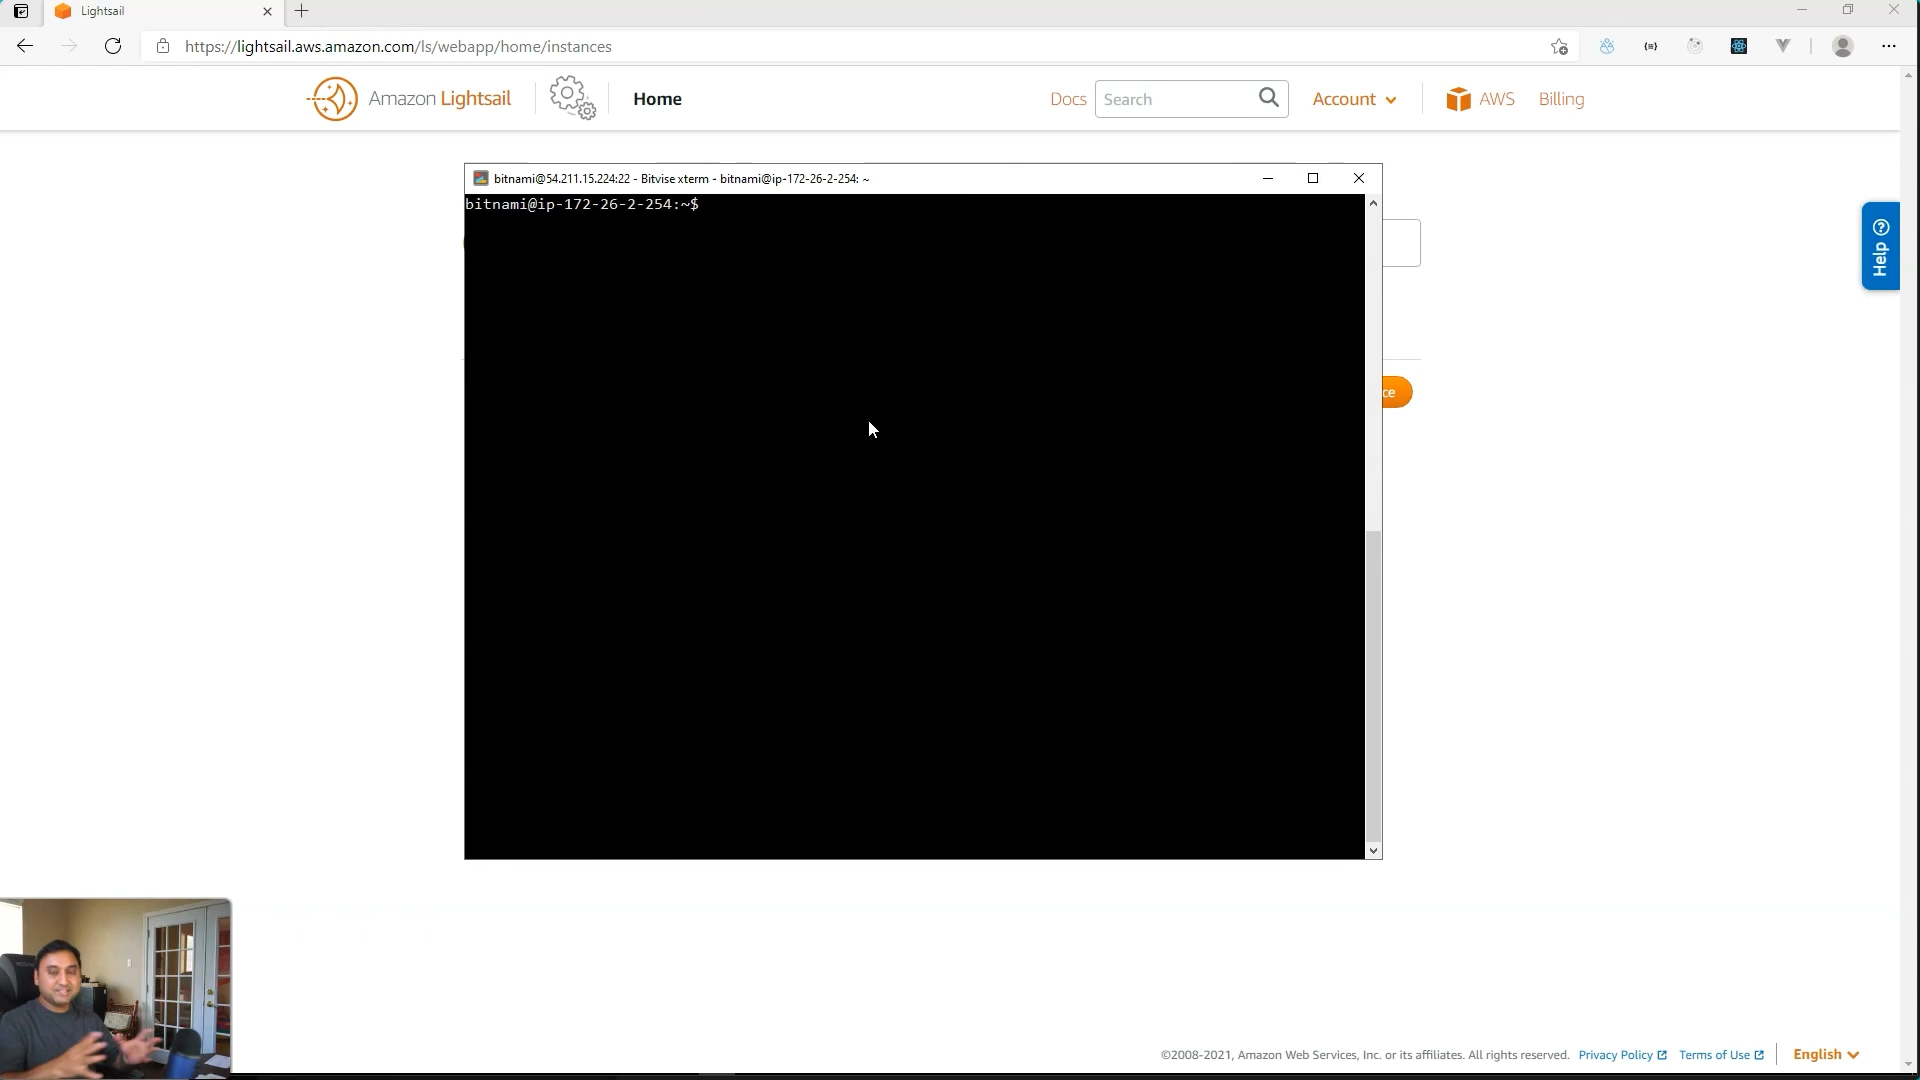 Lightsail
https://lightsail.aws.amazon.com/ls/webapp/home/instances
Amazon Lightsail
Home
Docs
Search
Account
AWS
Billing
bitnami@54.211.15.224:22 - Bitvise xterm - bitnami@ip-172-26-2-254: ~
bitnami@ip-172-26-2-254:~$
Help
ce
©2008-2021, Amazon Web Services, Inc. or its affiliates. All rights reserved. Privacy Policy Terms of Use English